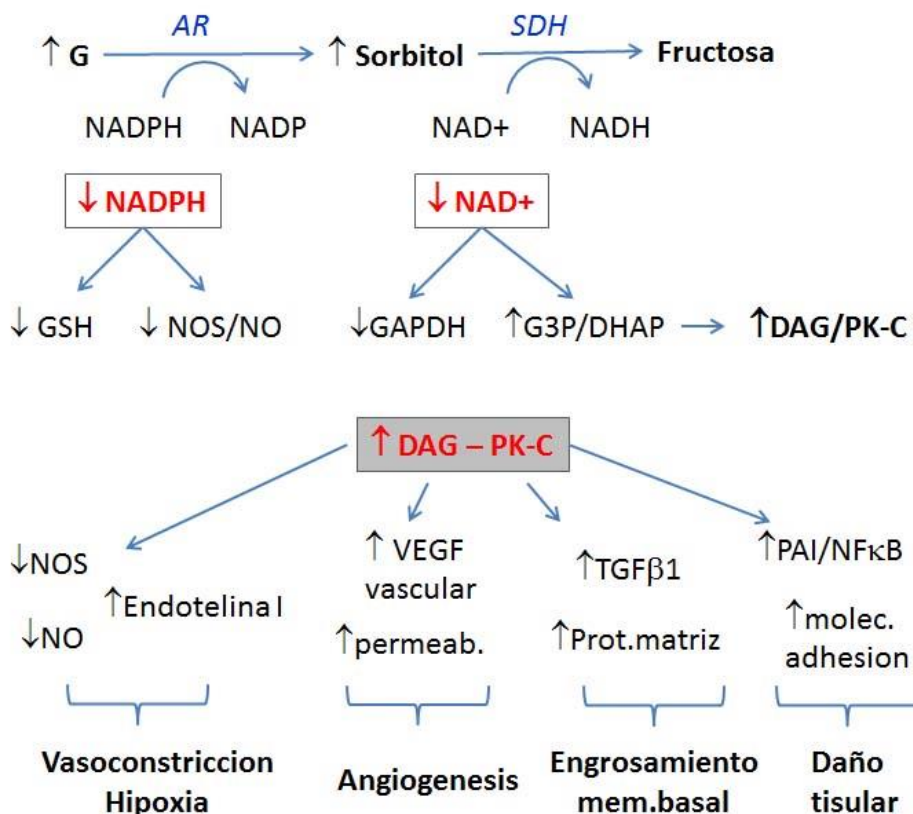 AR SDH
↑ G ↑ Sorbitol Fructosa
NADPH NADP NAD+ NADH
↓ NADPH ↓ NAD+
↓ GSH ↓ NOS/NO ↓GAPDH ↑G3P/DHAP ↑DAG/PK-C
↑ DAG – PK-C
↓NOS
↓NO
↑Endotelina I
↑ VEGF
vascular
↑permeab.
↑TGFβ1
↑Prot.matriz
↑PAI/NFκB
↑molec.
adhesion
Vasoconstriccion
Hipoxia
Angiogenesis
Engrosamiento
mem.basal
Daño
tisular